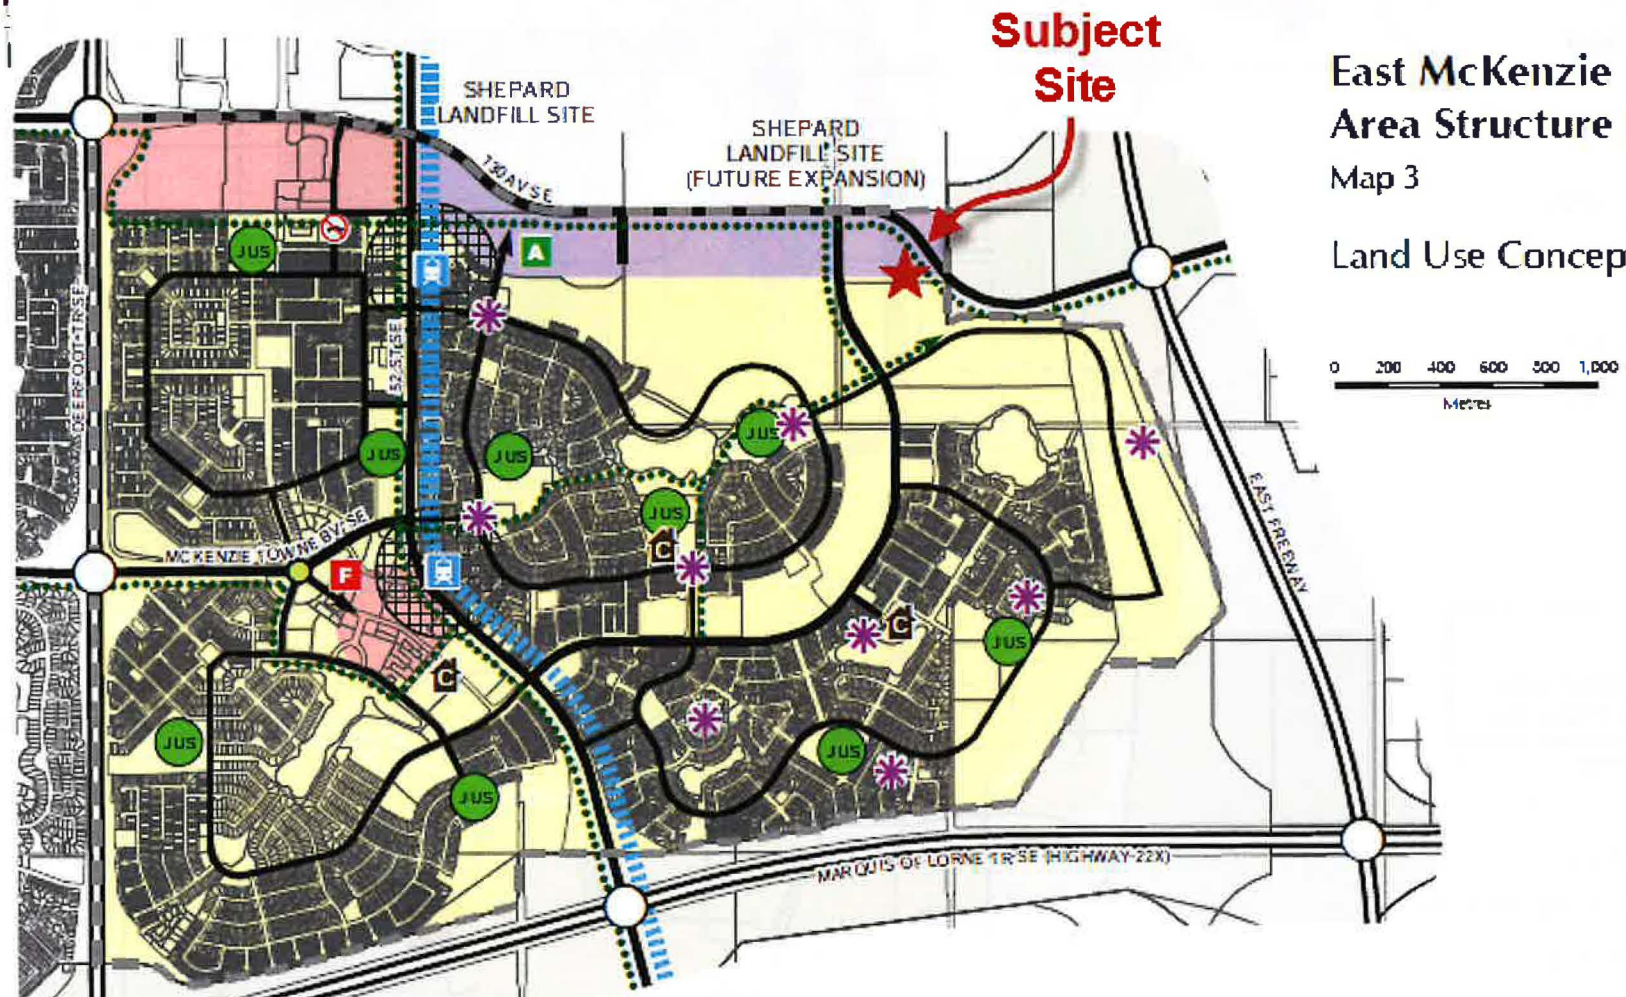 Subject
Site
East McKenzie
Area Structure
Map 3
Land Use Concep
0 200 400 600 800 1,000
Metres
SHEPARD
LANDFILL SITE
SHEPARD
LANDFILL SITE
(FUTURE EXPANSION)
130 AV SE
JUS
A
DEERFOOT TR SE
52 ST SE
JUS
JUS
JUS
JUS
EAST FREEWAY
MCKENZIE TOWNE BV SE
F
C
C
C
JUS
JUS
JUS
JUS
MARQUIS OF LORNE TR SE (HIGHWAY 22X)